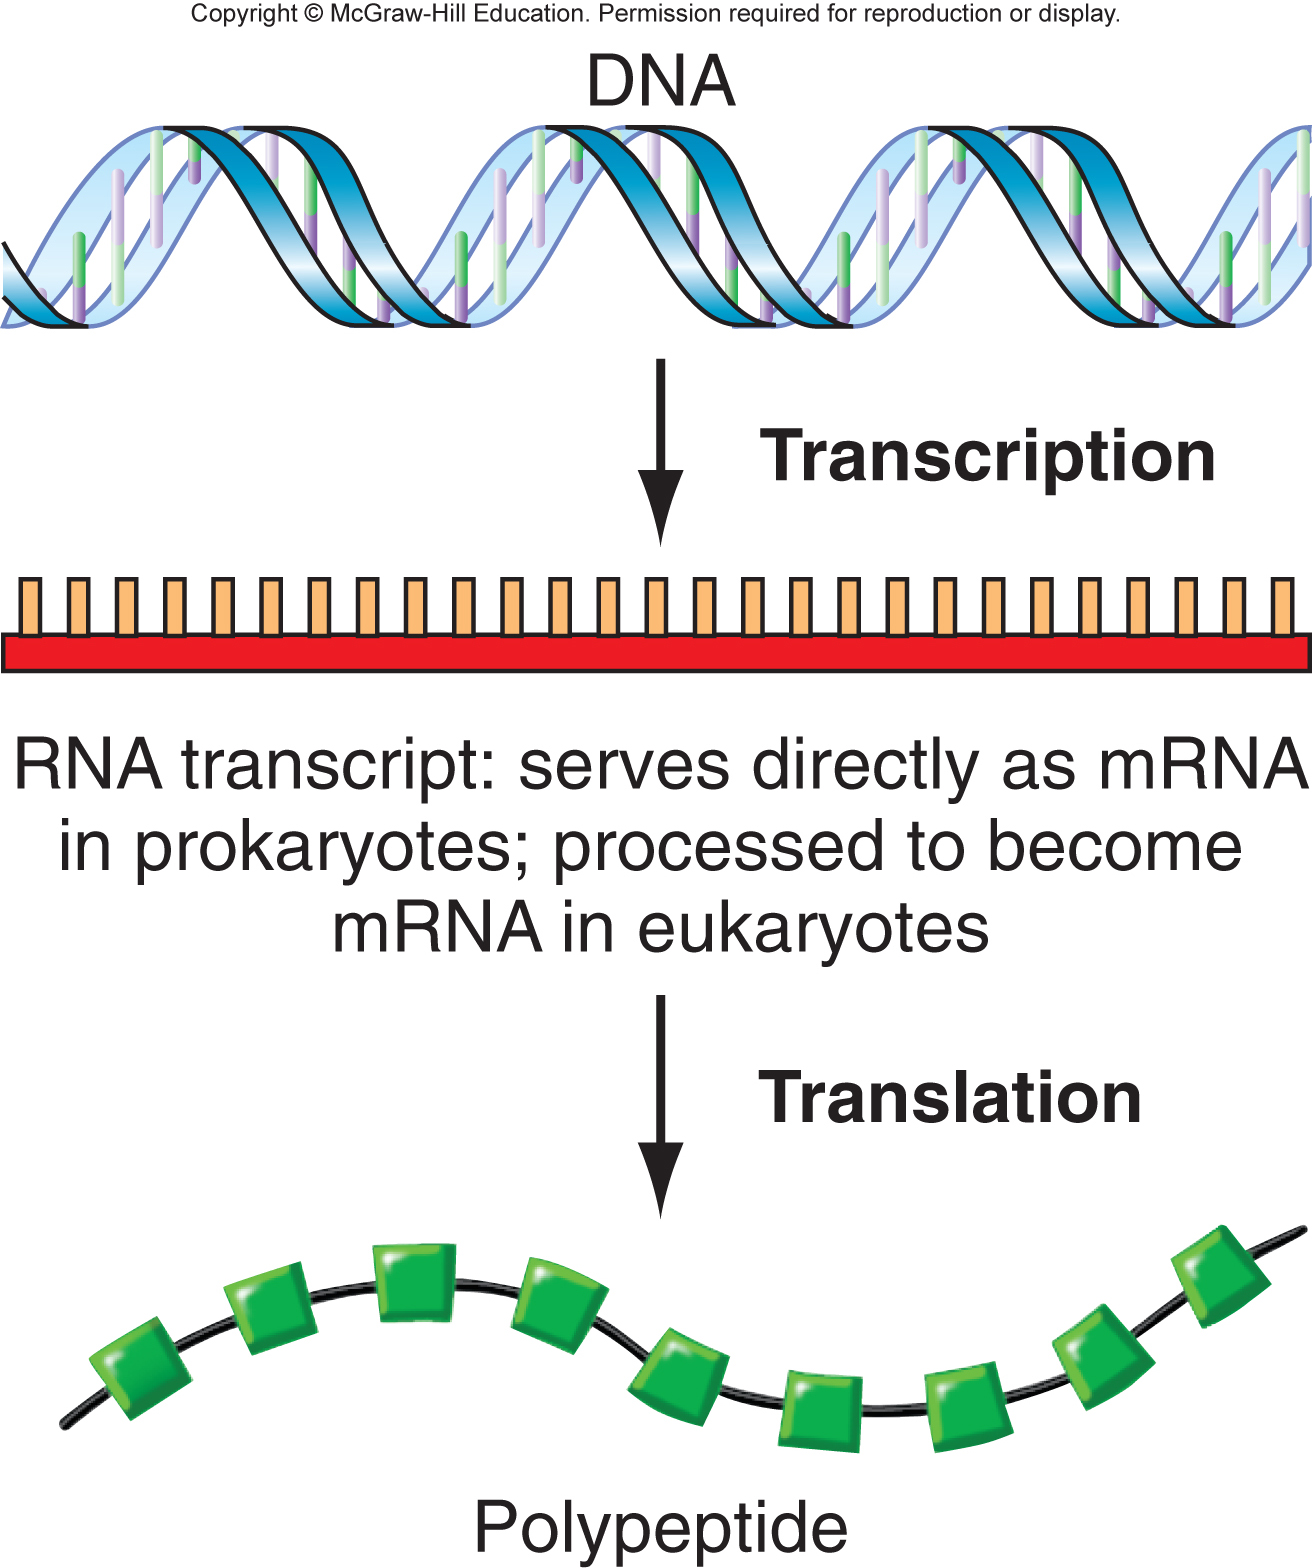 Copyright © McGraw-Hill Education. Permission required for reproduction or display.
DNA
Transcription
RNA transcript: serves directly as mRNA
in prokaryotes; processed to become
mRNA in eukaryotes
Translation
Polypeptide